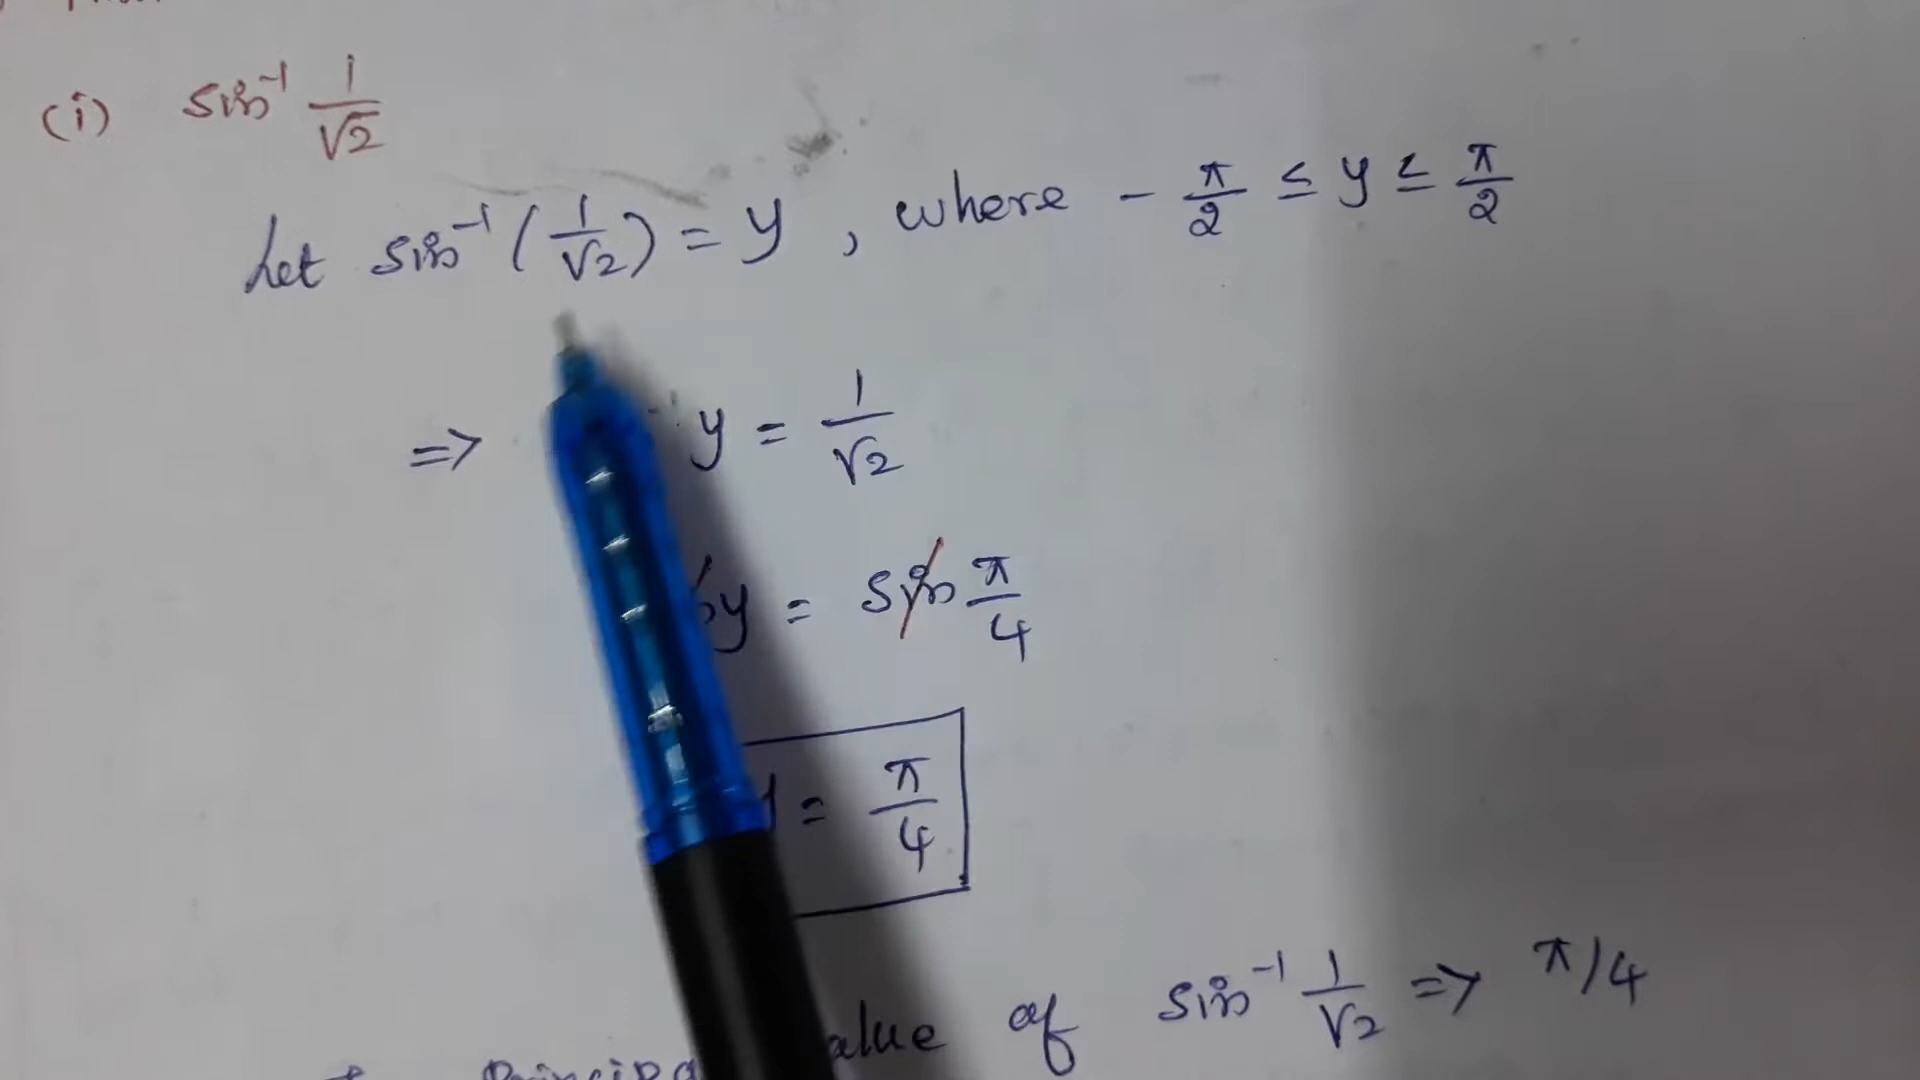 (i) sin⁻¹ 1/√2
Let sin⁻¹(1/√2) = y, where - π/2 ≤ y ≤ π/2
=> y = 1/√2
y = sin π/4
= π/4
of sin⁻¹ 1/√2 => π/4